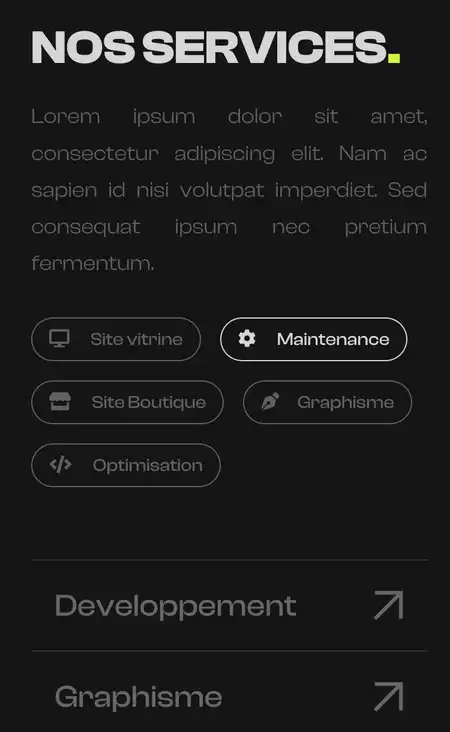 NOS SERVICES.
Lorem ipsum dolor sit amet,
consectetur adipiscing elit. Nam ac
sapien id nisi volutpat imperdiet. Sed
consequat ipsum nec pretium
fermentum.
Site vitrine Maintenance
Site Boutique Graphisme
Optimisation
Developpement
Graphisme